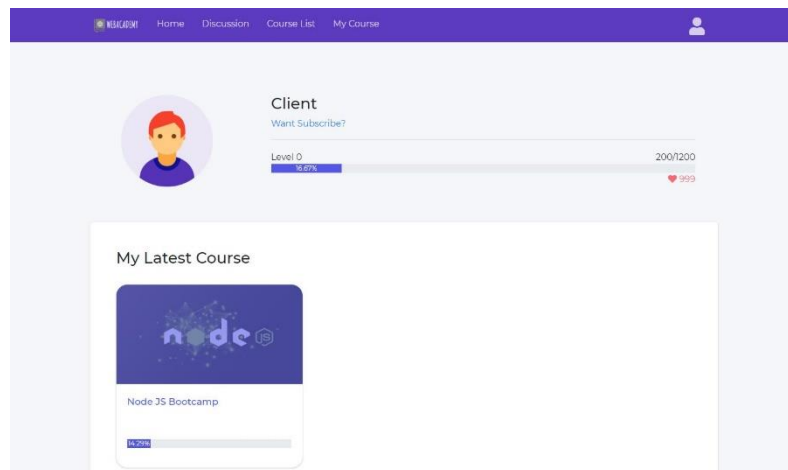 WEBACADEMY Home Discussion Course List My Course
Client
Want Subscribe?
Level 0 200/1200
16.67%
999
My Latest Course
node JS
Node JS Bootcamp
14.29%